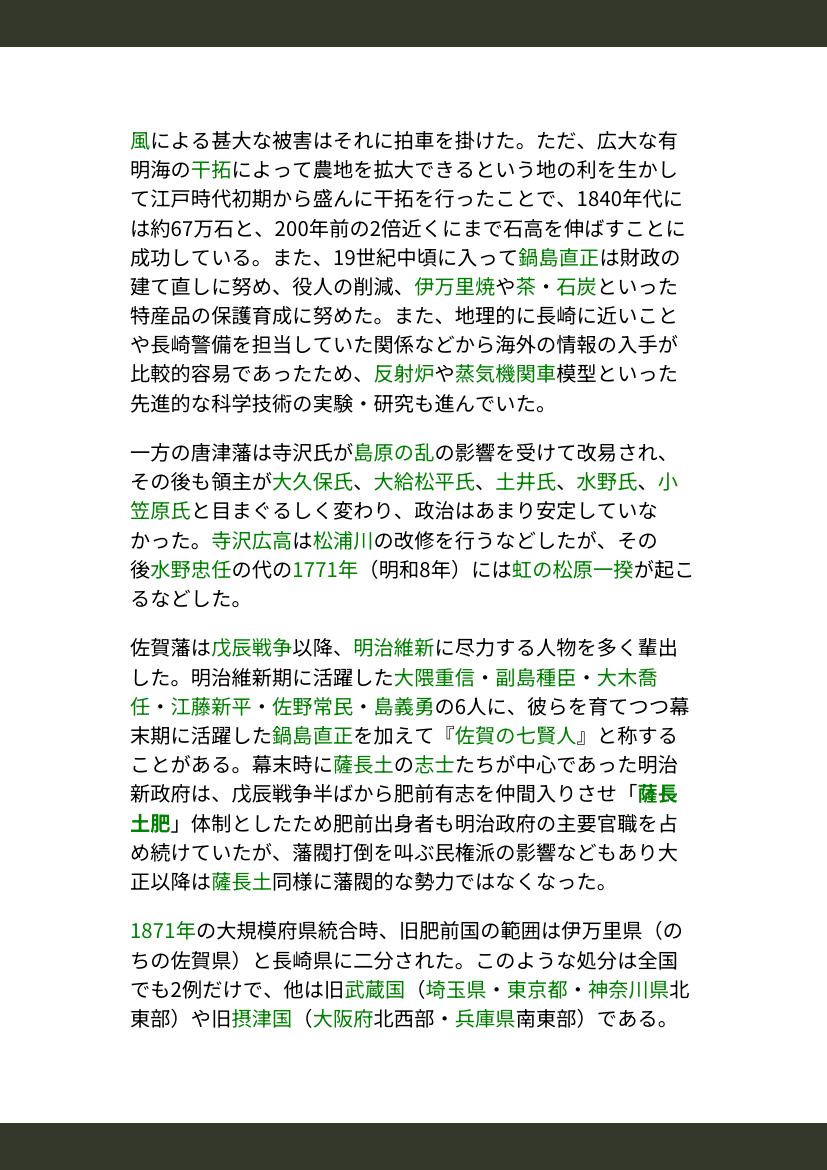 風による甚大な被害はそれに拍車を掛けた。ただ、広大な有
明海の干拓によって農地を拡大できるという地の利を生かし
て江戸時代初期から盛んに干拓を行ったことで、1840年代に
は約67万石と、200年前の2倍近くにまで石高を伸ばすことに
成功している。また、19世紀中頃に入って鍋島直正は財政の
建て直しに努め、役人の削減、伊万里焼や茶・石炭といった
特産品の保護育成に努めた。また、地理的に長崎に近いこと
や長崎警備を担当していた関係などから海外の情報の入手が
比較的容易であったため、反射炉や蒸気機関車模型といった
先進的な科学技術の実験・研究も進んでいた。
一方の唐津藩は寺沢氏が島原の乱の影響を受けて改易され、
その後も領主が大久保氏、大給松平氏、土井氏、水野氏、小
笠原氏と目まぐるしく変わり、政治はあまり安定していな
かった。寺沢広高は松浦川の改修を行うなどしたが、その
後水野忠任の代の1771年（明和8年）には虹の松原一揆が起こ
るなどした。
佐賀藩は戊辰戦争以降、明治維新に尽力する人物を多く輩出
した。明治維新期に活躍した大隈重信・副島種臣・大木喬
任・江藤新平・佐野常民・島義勇の6人に、彼らを育てつつ幕
末期に活躍した鍋島直正を加えて『佐賀の七賢人』と称する
ことがある。幕末時に薩長土の志士たちが中心であった明治
新政府は、戊辰戦争半ばから肥前有志を仲間入りさせ「薩長
土肥」体制としたため肥前出身者も明治政府の主要官職を占
め続けていたが、藩閥打倒を叫ぶ民権派の影響などもあり大
正以降は薩長土同様に藩閥的な勢力ではなくなった。
1871年の大規模府県統合時、旧肥前国の範囲は伊万里県（の
ちの佐賀県）と長崎県に二分された。このような処分は全国
でも2例だけで、他は旧武蔵国（埼玉県・東京都・神奈川県北
東部）や旧摂津国（大阪府北西部・兵庫県南東部）である。